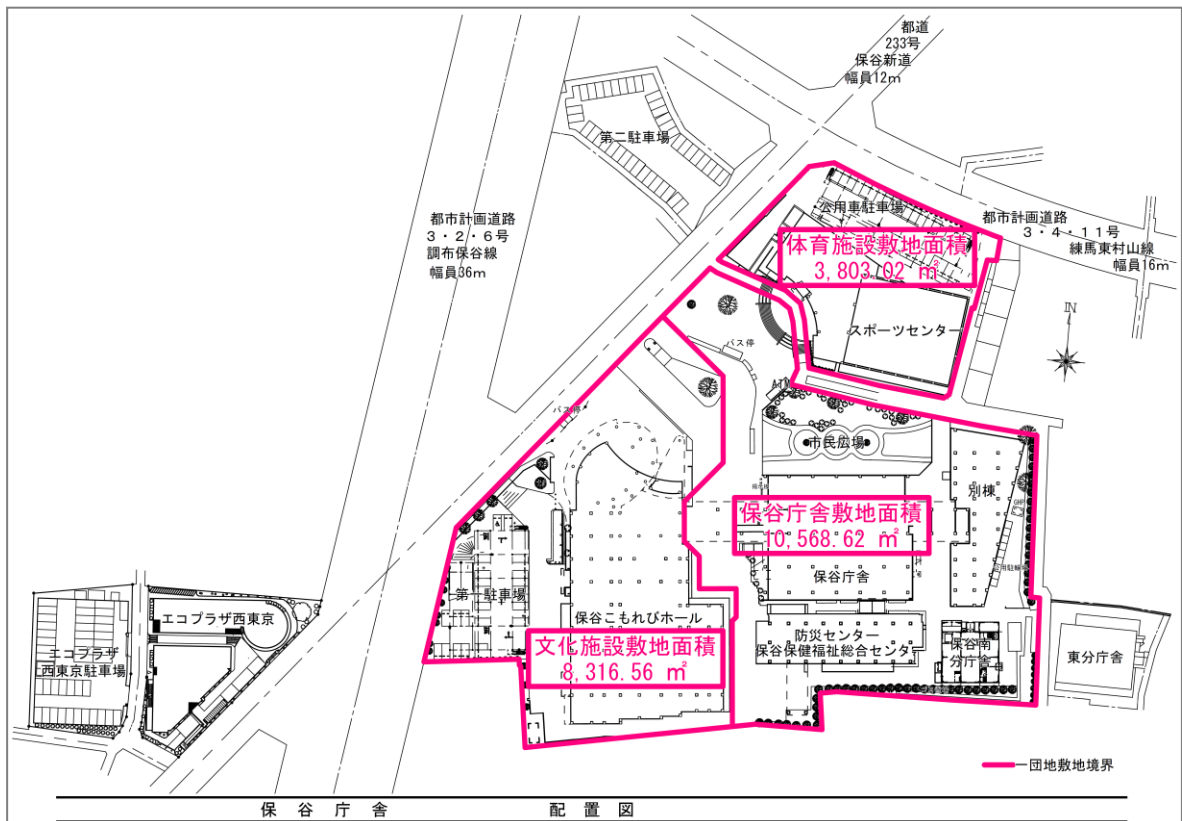 都道
233号
保谷新道
幅員12m
第二駐車場
公用車駐車場
都市計画道路
3・2・6号
調布保谷線
幅員36m
都市計画道路
3・4・11号
練馬東村山線
幅員16m
体育施設敷地面積
3,803.02 ㎡
スポーツセンター
IN
バス停
ATM
バス停
市民広場
別棟
保谷庁舎敷地面積
10,568.62 ㎡
保谷庁舎
第一駐車場
保谷こもれびホール
文化施設敷地面積
8,316.56 ㎡
防災センター
保谷保健福祉総合センター
保谷南
分庁舎
東分庁舎
エコプラザ西東京
エコプラザ
西東京駐車場
一団地敷地境界
保谷庁舎 配置図